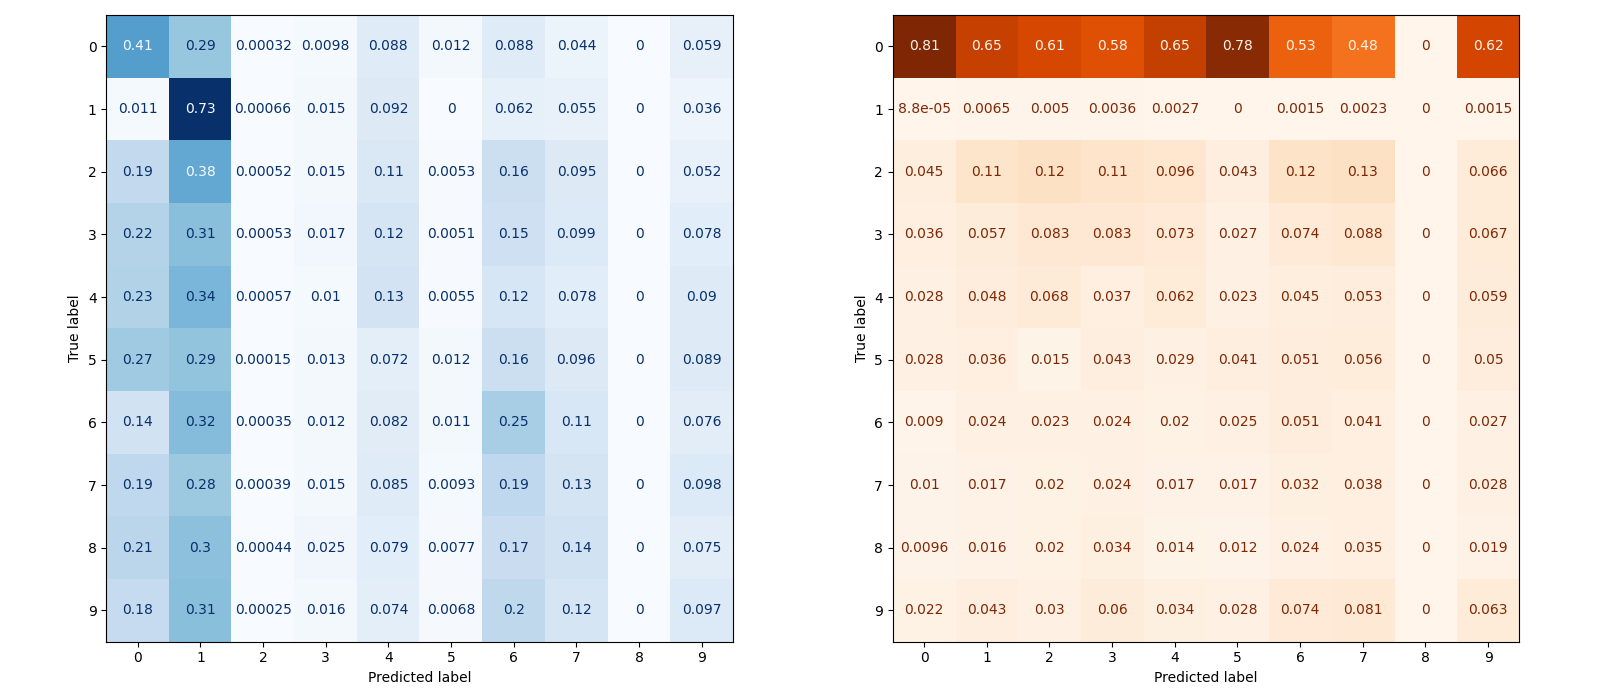 0 0.41 0.29 0.00032 0.0098 0.088 0.012 0.088 0.044 0 0.059
1 0.011 0.73 0.00066 0.015 0.092 0 0.062 0.055 0 0.036
2 0.19 0.38 0.00052 0.015 0.11 0.0053 0.16 0.095 0 0.052
3 0.22 0.31 0.00053 0.017 0.12 0.0051 0.15 0.099 0 0.078
4 0.23 0.34 0.00057 0.01 0.13 0.0055 0.12 0.078 0 0.09
5 0.27 0.29 0.00015 0.013 0.072 0.012 0.16 0.096 0 0.089
6 0.14 0.32 0.00035 0.012 0.082 0.011 0.25 0.11 0 0.076
7 0.19 0.28 0.00039 0.015 0.085 0.0093 0.19 0.13 0 0.098
8 0.21 0.3 0.00044 0.025 0.079 0.0077 0.17 0.14 0 0.075
9 0.18 0.31 0.00025 0.016 0.074 0.0068 0.2 0.12 0 0.097
0 1 2 3 4 5 6 7 8 9
Predicted label
True label
0 0.81 0.65 0.61 0.58 0.65 0.78 0.53 0.48 0 0.62
1 8.8e-05 0.0065 0.005 0.0036 0.0027 0 0.0015 0.0023 0 0.0015
2 0.045 0.11 0.12 0.11 0.096 0.043 0.12 0.13 0 0.066
3 0.036 0.057 0.083 0.083 0.073 0.027 0.074 0.088 0 0.067
4 0.028 0.048 0.068 0.037 0.062 0.023 0.045 0.053 0 0.059
5 0.028 0.036 0.015 0.043 0.029 0.041 0.051 0.056 0 0.05
6 0.009 0.024 0.023 0.024 0.02 0.025 0.051 0.041 0 0.027
7 0.01 0.017 0.02 0.024 0.017 0.017 0.032 0.038 0 0.028
8 0.0096 0.016 0.02 0.034 0.014 0.012 0.024 0.035 0 0.019
9 0.022 0.043 0.03 0.06 0.034 0.028 0.074 0.081 0 0.063
0 1 2 3 4 5 6 7 8 9
Predicted label
True label